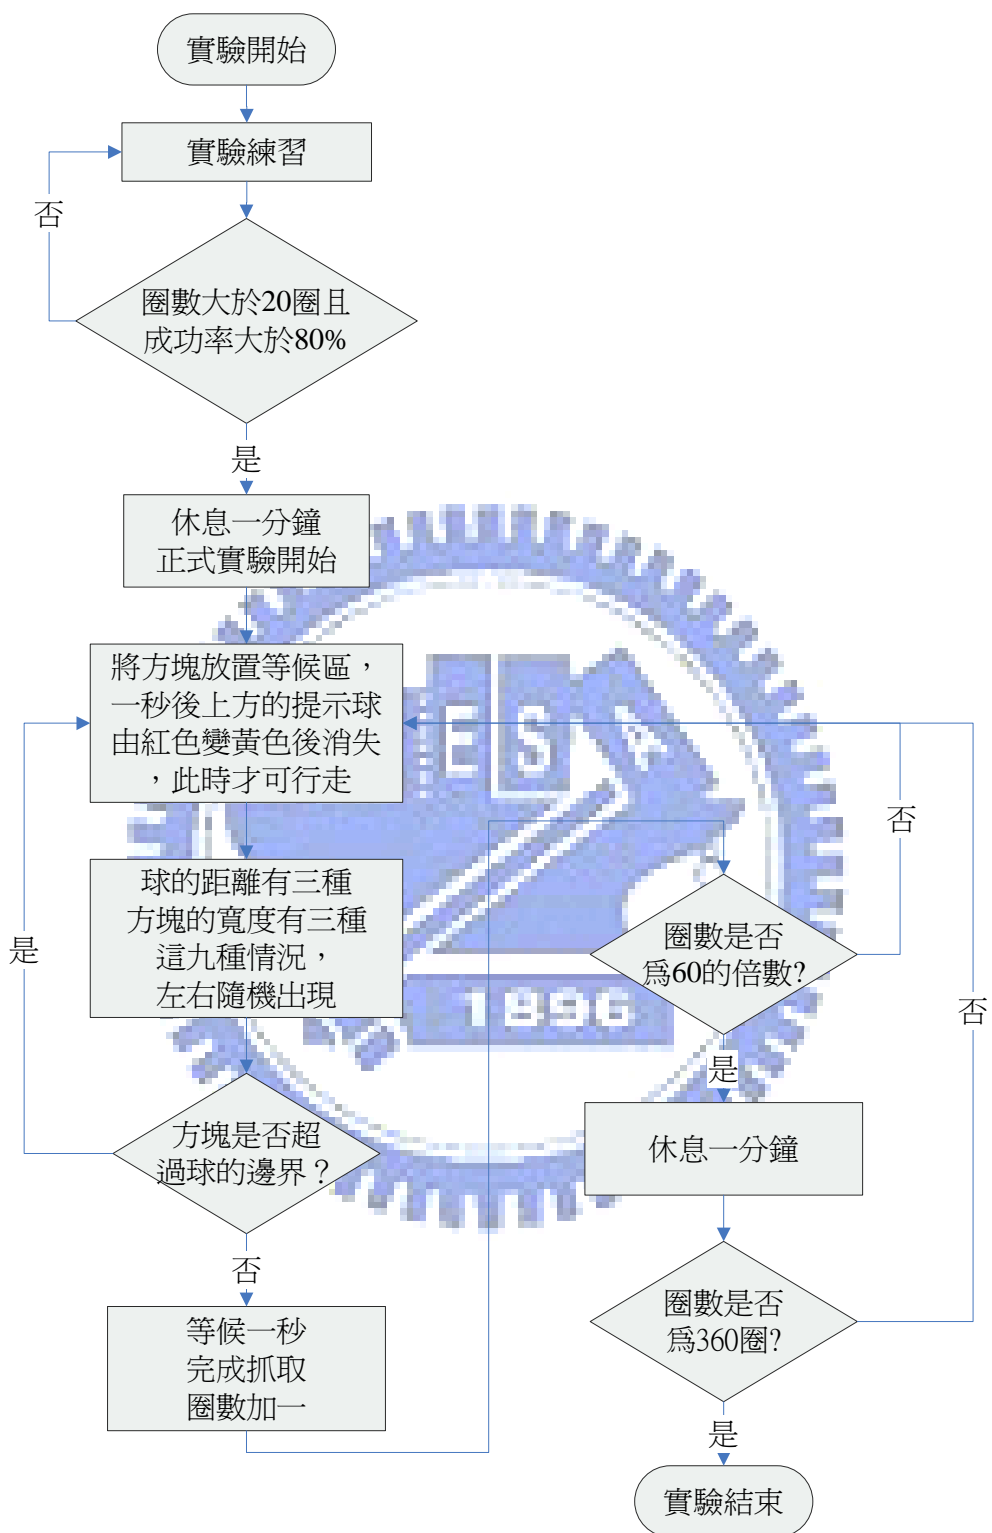 實驗開始
實驗練習
否
圈數大於20圈且
成功率大於80%
是
休息一分鐘
正式實驗開始
將方塊放置等候區，
一秒後上方的提示球
由紅色變黃色後消失
，此時才可行走
球的距離有三種
方塊的寬度有三種
這九種情況，
左右隨機出現
是
方塊是否超
過球的邊界？
否
等候一秒
完成抓取
圈數加一
圈數是否
為60的倍數?
否
是
休息一分鐘
圈數是否
為360圈?
否
是
實驗結束
ES
1896